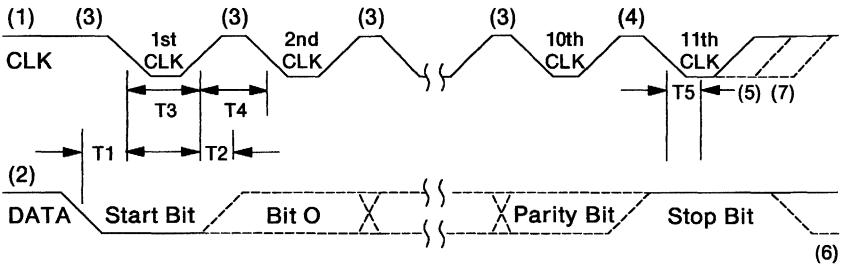 (1) (3) (3) (3) (3) (4)
1st 2nd 10th 11th
CLK CLK CLK CLK CLK
T3 T4 T5 (5) (7)
T1 T2
(2)
DATA Start Bit Bit O Parity Bit Stop Bit
(6)